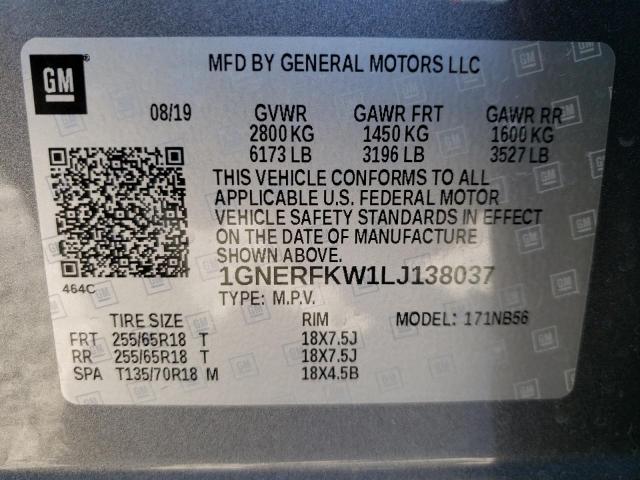 GM
MFD BY GENERAL MOTORS LLC
08/19 GVWR GAWR FRT GAWR RR
2800 KG 1450 KG 1600 KG
6173 LB 3196 LB 3527 LB
THIS VEHICLE CONFORMS TO ALL
APPLICABLE U.S. FEDERAL MOTOR
VEHICLE SAFETY STANDARDS IN EFFECT
ON THE DATE OF MANUFACTURE
SHOWN ABOVE.
464C
1GNERFKW1LJ138037
TYPE: M.P.V.
TIRE SIZE RIM MODEL: 171NB56
FRT 255/65R18 T 18X7.5J
RR 255/65R18 T 18X7.5J
SPA T135/70R18 M 18X4.5B